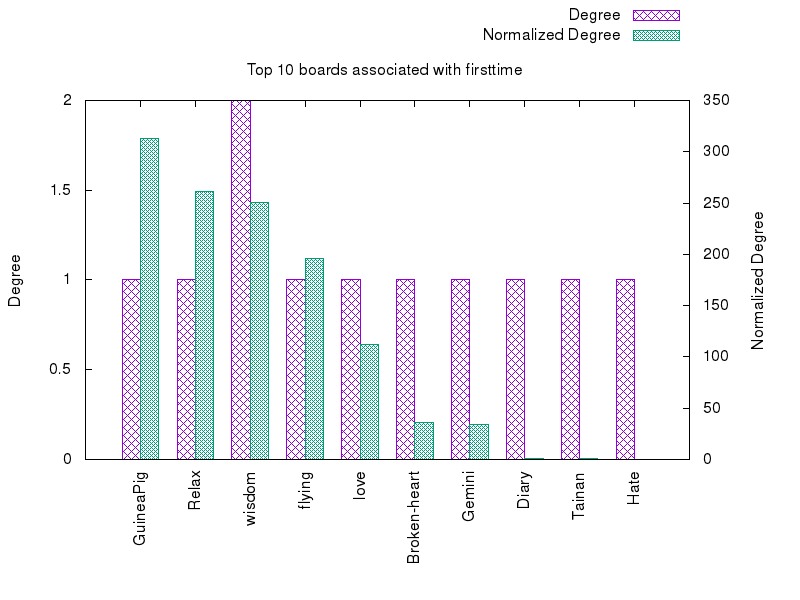 Degree
Normalized Degree
Top 10 boards associated with firsttime
2
1.5
1
0.5
0
Degree
350
300
250
200
150
100
50
0
Normalized Degree
GuineaPig
Relax
wisdom
flying
love
Broken-heart
Gemini
Diary
Tainan
Hate